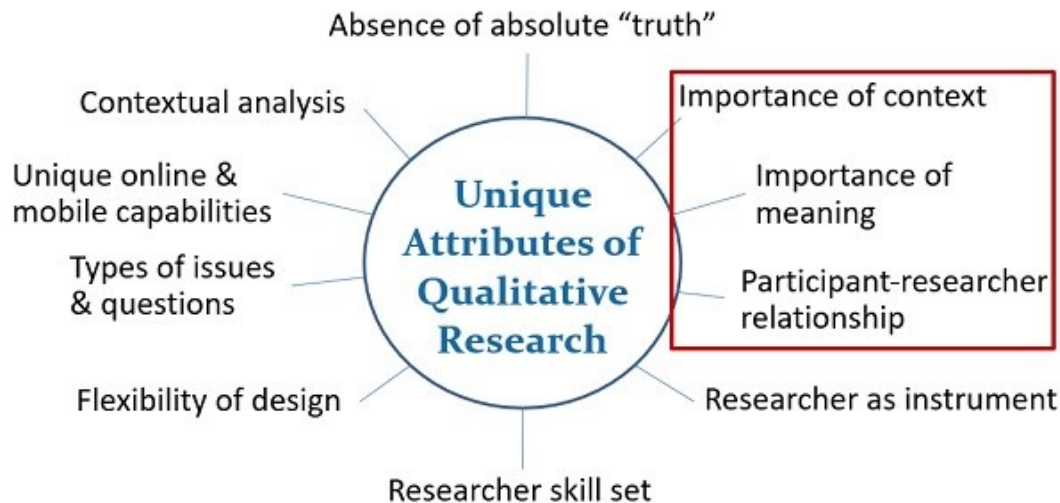 Absence of absolute “truth”
Importance of context
Importance of
meaning
Participant-researcher
relationship
Researcher as instrument
Researcher skill set
Flexibility of design
Types of issues
& questions
Unique online &
mobile capabilities
Contextual analysis
Unique
Attributes of
Qualitative
Research